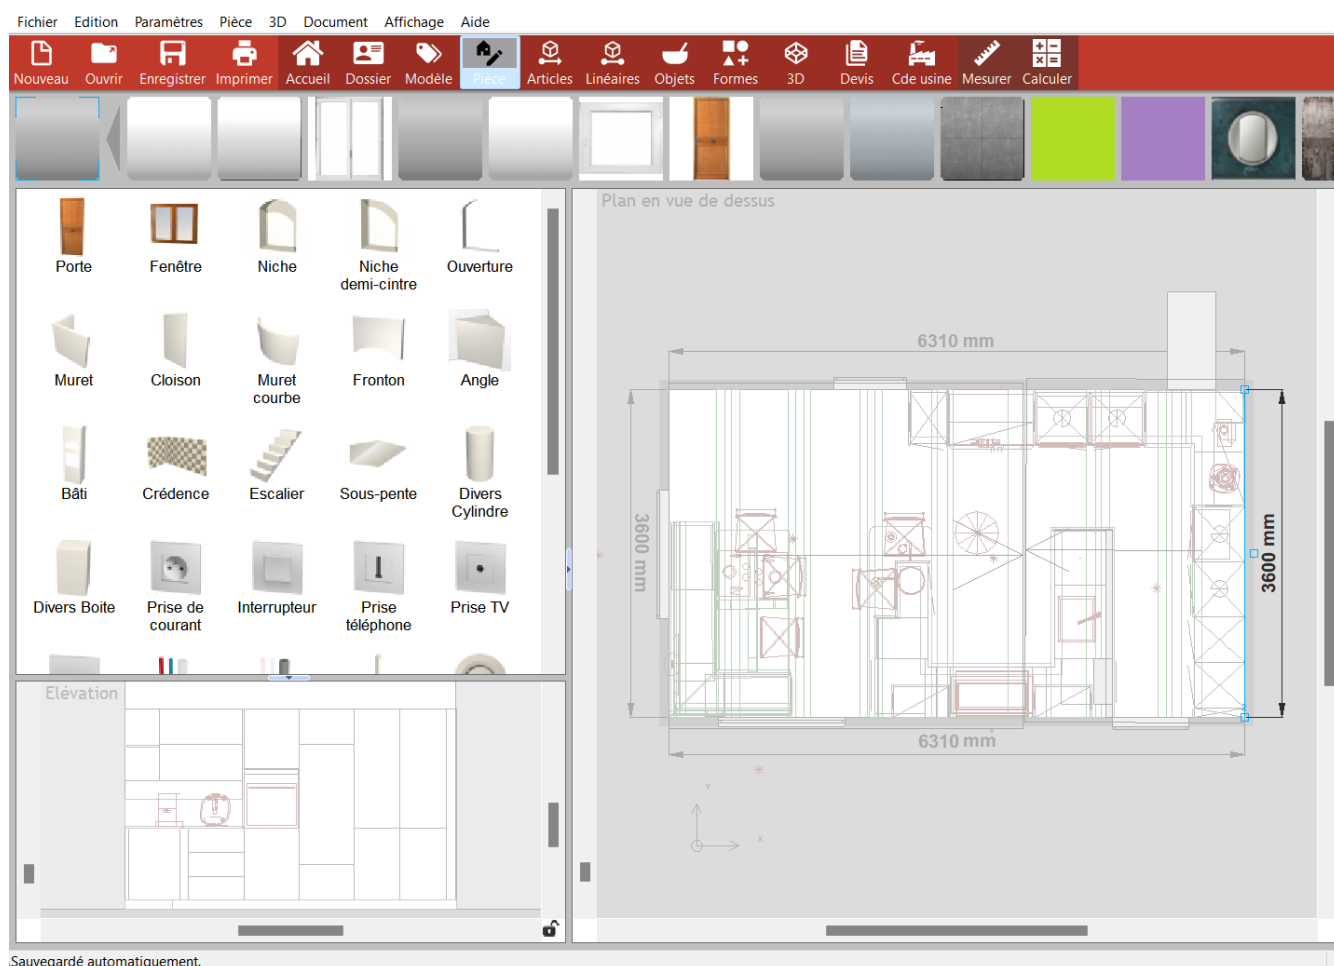 Fichier Edition Paramètres Pièce 3D Document Affichage Aide
Nouveau Ouvrir Enregistrer Imprimer Accueil Dossier Modèle Pièce Articles Linéaires Objets Formes 3D Devis Cde usine Mesurer Calculer
Porte Fenêtre Niche Niche demi-cintre Ouverture
Muret Cloison Muret courbe Fronton Angle
Bâti Crédence Escalier Sous-pente Divers Cylindre
Divers Boite Prise de courant Interrupteur Prise téléphone Prise TV
Elévation
Plan en vue de dessus
6310 mm
3600 mm
3600 mm
6310 mm
Y
X
Sauvegardé automatiquement.